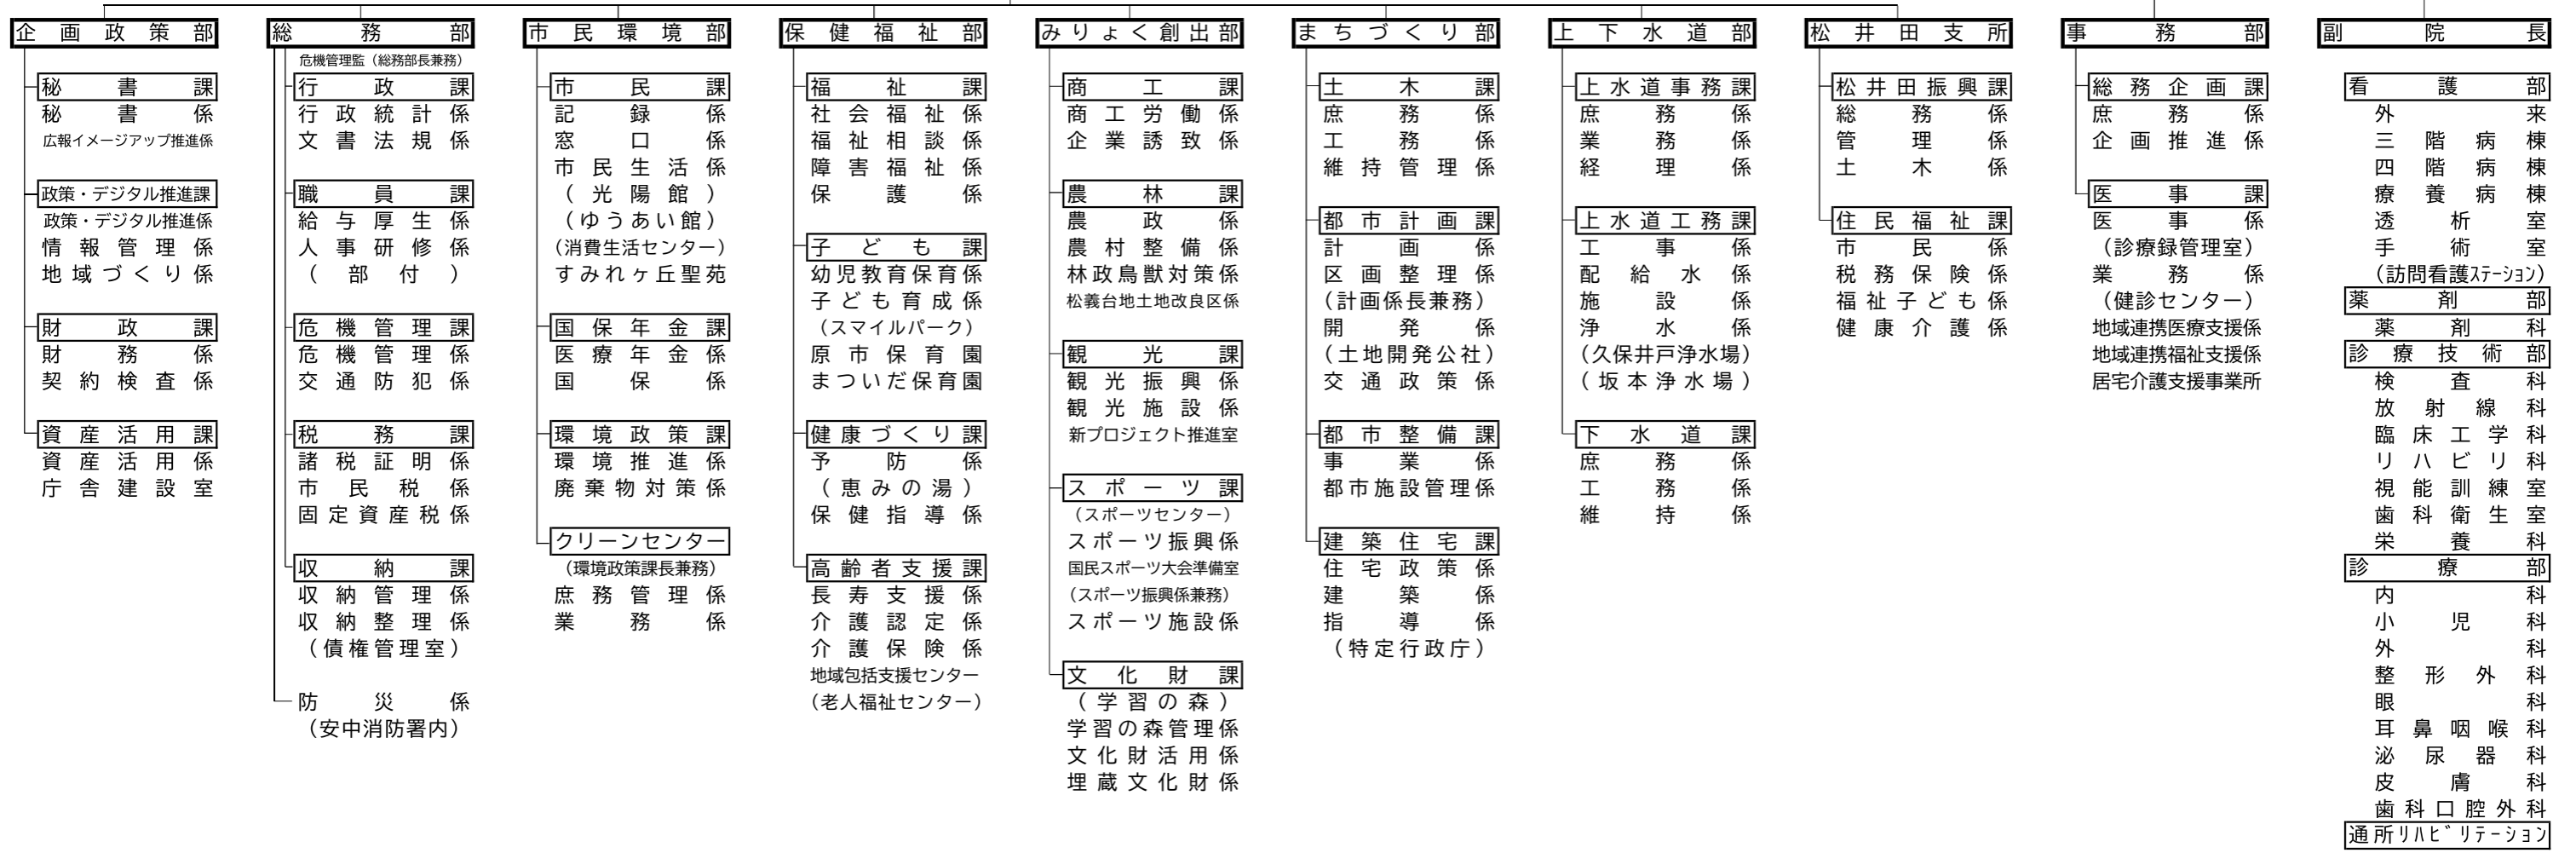 企画政策部
秘書課
秘書係
広報イメージアップ推進係
政策・デジタル推進課
政策・デジタル推進係
情報管理係
地域づくり係
財政課
財務係
契約検査係
資産活用課
資産活用係
庁舎建設室
総務部
危機管理監（総務部長兼務）
行政課
行政統計係
文書法規係
職員課
給与厚生係
人事研修係
（部付）
危機管理課
危機管理係
交通防犯係
税務課
諸税証明係
市民税係
固定資産税係
収納課
収納管理係
収納整理係
（債権管理室）
防災係
（安中消防署内）
市民環境部
市民課
記録係
窓口係
市民生活係
（光陽館）
（ゆうあい館）
（消費生活センター）
すみれヶ丘聖苑
国保年金課
医療年金係
国保係
環境政策課
環境推進係
廃棄物対策係
クリーンセンター
（環境政策課長兼務）
庶務管理係
業務係
保健福祉部
福祉課
社会福祉係
福祉相談係
障害福祉係
保護係
子ども課
幼児教育保育係
子ども育成係
（スマイルパーク）
原市保育園
まついだ保育園
健康づくり課
予防係
（恵みの湯）
保健指導係
高齢者支援課
長寿支援係
介護認定係
介護保険係
地域包括支援センター
（老人福祉センター）
みりょく創出部
商工課
商工労働係
企業誘致係
農林課
農政係
農村整備係
林政鳥獣対策係
松義台地土地改良区係
観光課
観光振興係
観光施設係
新プロジェクト推進室
スポーツ課
（スポーツセンター）
スポーツ振興係
国民スポーツ大会準備室
（スポーツ振興係兼務）
スポーツ施設係
文化財課
（学習の森）
学習の森管理係
文化財活用係
埋蔵文化財係
まちづくり部
土木課
庶務係
工務係
維持管理係
都市計画課
計画係
区画整理係
（計画係長兼務）
開発係
（土地開発公社）
交通政策係
都市整備課
事業係
都市施設管理係
建築住宅課
住宅政策係
建築係
指導係
（特定行政庁）
上下水道部
上水道事務課
庶務係
業務係
経理係
上水道工務課
工事係
配給水係
施設係
浄水係
（久保井戸浄水場）
（坂本浄水場）
下水道課
庶務係
工務係
維持係
松井田支所
松井田振興課
総務係
管理係
土木係
住民福祉課
市民係
税務保険係
福祉子ども係
健康介護係
事務部
総務企画課
庶務係
企画推進係
医事課
医事係
（診療録管理室）
業務係
（健診センター）
地域連携医療支援係
地域連携福祉支援係
居宅介護支援事業所
副院長
看護部
外来
三階病棟
四階病棟
療養病棟
透析室
手術室
（訪問看護ｽﾃｰｼｮﾝ）
薬剤部
薬剤科
診療技術部
検査科
放射線科
臨床工学科
リハビリ科
視能訓練室
歯科衛生室
栄養科
診療部
内科
小児科
外科
整形外科
眼科
耳鼻咽喉科
泌尿器科
皮膚科
歯科口腔外科
通所ﾘﾊﾋﾞﾘﾃｰｼｮﾝ